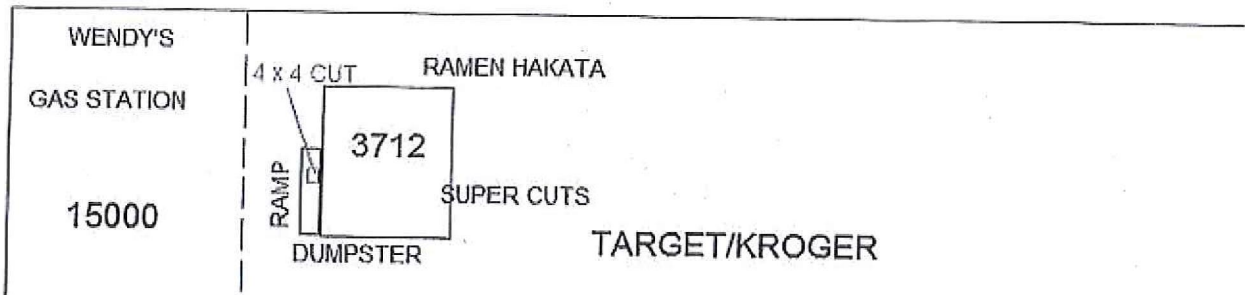 WENDY'S
GAS STATION
15000
4 x 4 CUT
RAMEN HAKATA
3712
RAMP
SUPER CUTS
DUMPSTER
TARGET/KROGER